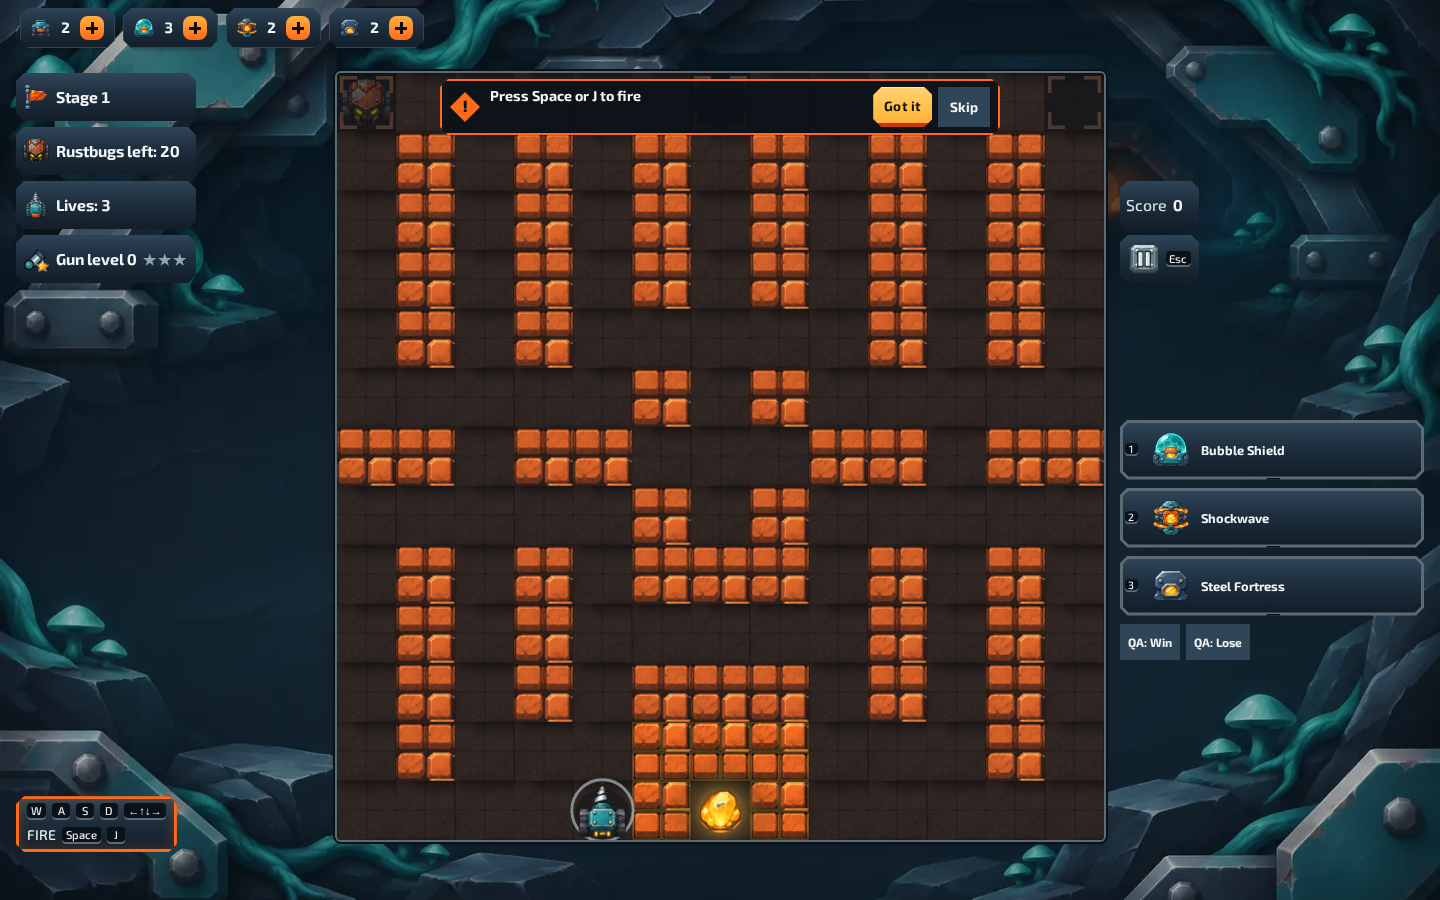 2 + 3 + 2 + 2 +
Stage 1
Rustbugs left: 20
Lives: 3
Gun level 0 ★★★
! Press Space or J to fire
Got it
Skip
Score 0
Esc
1 Bubble Shield
2 Shockwave
3 Steel Fortress
QA: Win
QA: Lose
W A S D ←↑↓→
FIRE Space J